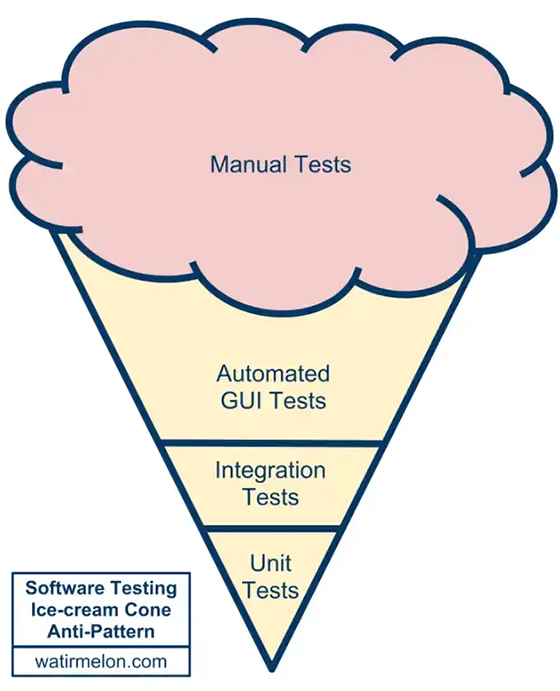 Manual Tests
Automated
GUI Tests
Integration
Tests
Unit
Tests
Software Testing
Ice-cream Cone
Anti-Pattern
watirmelon.com